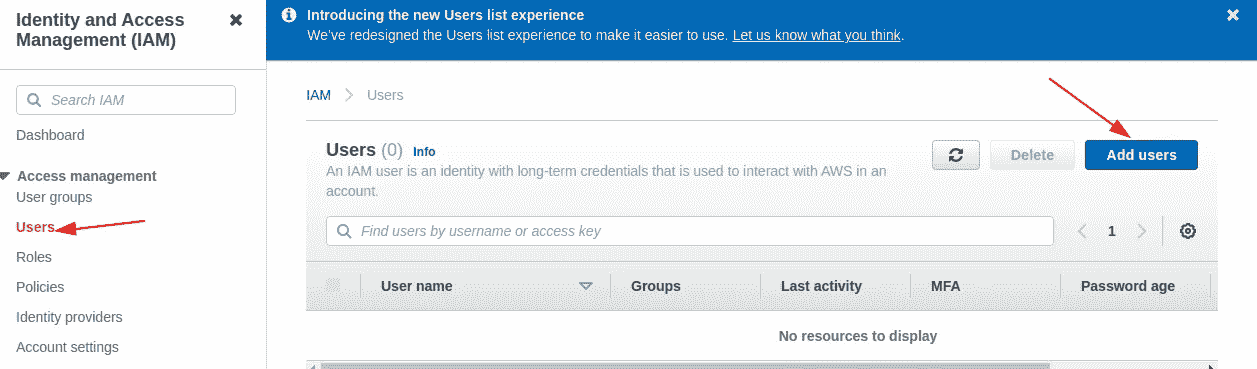 Identity and Access
Management (IAM)
Search IAM
Dashboard
Access management
User groups
Users
Roles
Policies
Identity providers
Account settings
Introducing the new Users list experience
We've redesigned the Users list experience to make it easier to use. Let us know what you think.
IAM Users
Users (0) Info
An IAM user is an identity with long-term credentials that is used to interact with AWS in an
account.
Delete
Add users
Find users by username or access key
1
User name Groups Last activity MFA Password age
No resources to display